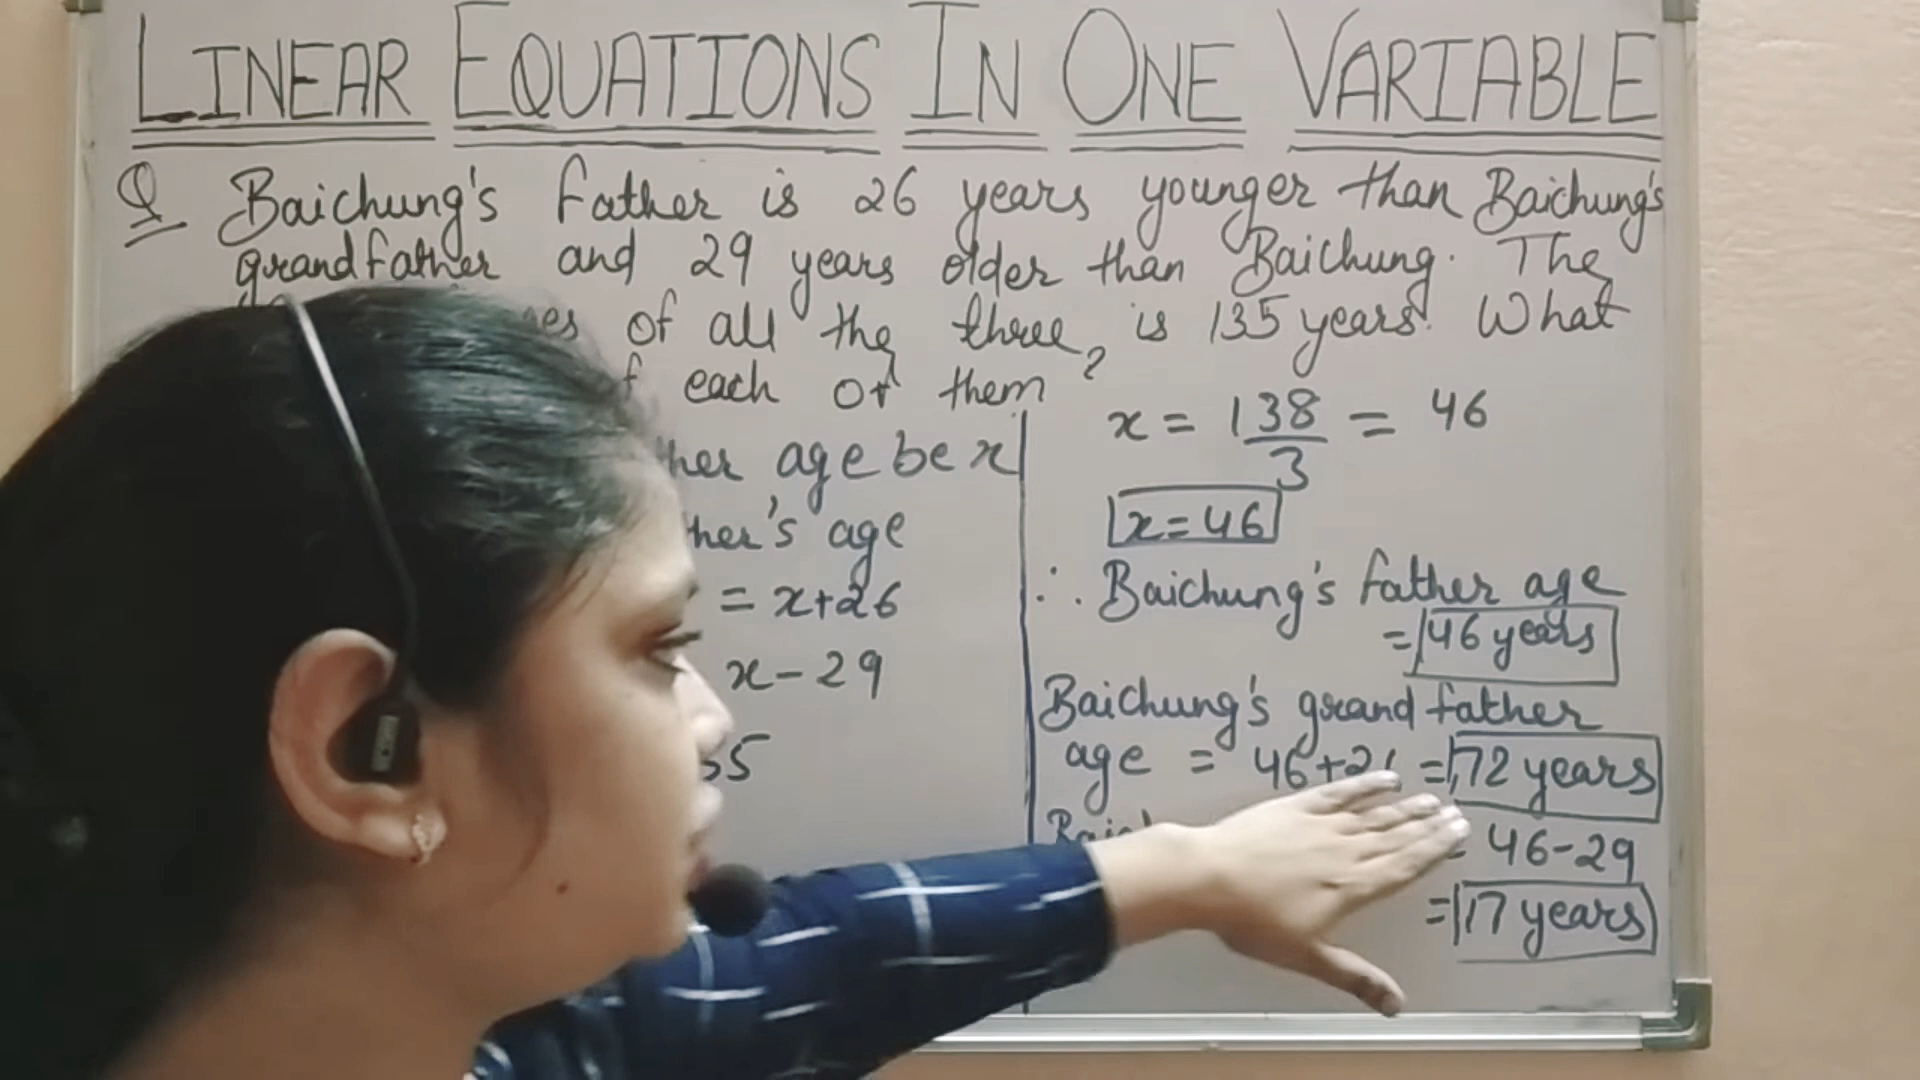 LINEAR EQUATIONS IN ONE VARIABLE
Q Baichung's father is 26 years younger than Baichung's
grandfather and 29 years older than Baichung. The
of all the three is 135 years. What
each of them?
age be x
age
= x+26
x-29
x = 138/3 = 46
x=46
∴ Baichung's father age
= 46 years
Baichung's grand father
age = 46+2 = 72 years
= 46-29
= 17 years